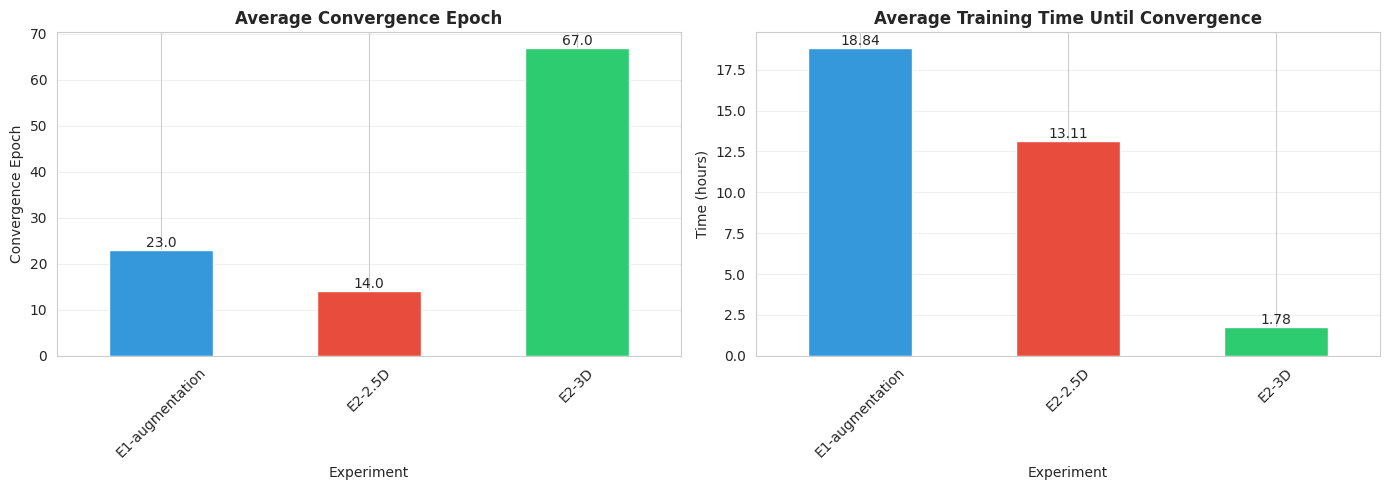 Average Convergence Epoch
Convergence Epoch
70
60
50
40
30
20
10
0
23.0
14.0
67.0
E1-augmentation
E2-2.5D
E2-3D
Experiment
Average Training Time Until Convergence
Time (hours)
17.5
15.0
12.5
10.0
7.5
5.0
2.5
0.0
18.84
13.11
1.78
E1-augmentation
E2-2.5D
E2-3D
Experiment